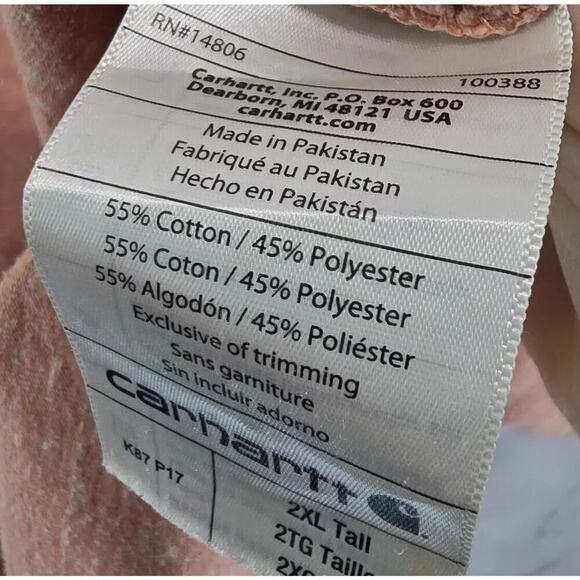 RN#14806
100388
Carhartt, Inc. P.O. Box 600
Dearborn, MI 48121 USA
carhartt.com
Made in Pakistan
Fabriqué au Pakistan
Hecho en Pakistán
55% Cotton / 45% Polyester
55% Coton / 45% Polyester
55% Algodón / 45% Poliéster
Exclusive of trimming
Sans garniture
Sin incluir adorno
carhartt
K87 P17
2XL Tall
2TG Taille